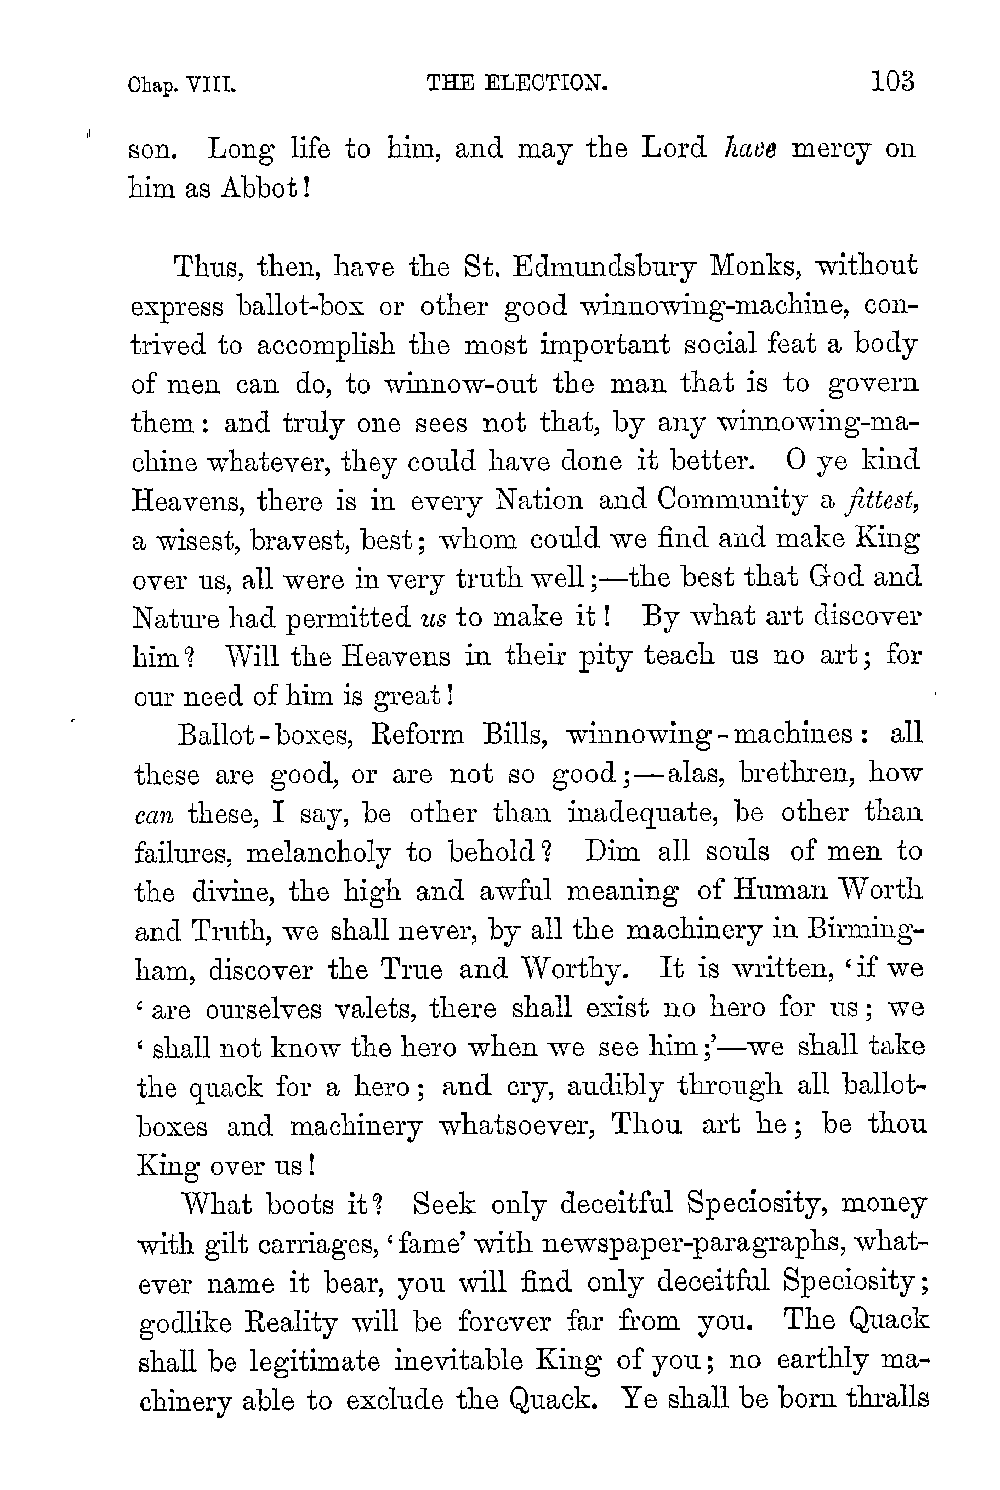 Chap. VIII. THE ELECTION. 103
son. Long life to him, and may the Lord have mercy on
him as Abbot!
Thus, then, have the St. Edmundsbury Monks, without
express ballot-box or other good winnowing-machine, con-
trived to accomplish the most important social feat a body
of men can do, to winnow-out the man that is to govern
them: and truly one sees not that, by any winnowing-ma-
chine whatever, they could have done it better. O ye kind
Heavens, there is in every Nation and Community a fittest,
a wisest, bravest, best; whom could we find and make King
over us, all were in very truth well;—the best that God and
Nature had permitted us to make it! By what art discover
him? Will the Heavens in their pity teach us no art; for
our need of him is great!
Ballot-boxes, Reform Bills, winnowing-machines: all
these are good, or are not so good;—alas, brethren, how
can these, I say, be other than inadequate, be other than
failures, melancholy to behold? Dim all souls of men to
the divine, the high and awful meaning of Human Worth
and Truth, we shall never, by all the machinery in Birming-
ham, discover the True and Worthy. It is written, ‘if we
‘are ourselves valets, there shall exist no hero for us; we
‘shall not know the hero when we see him;’—we shall take
the quack for a hero; and cry, audibly through all ballot-
boxes and machinery whatsoever, Thou art he; be thou
King over us!
What boots it? Seek only deceitful Speciosity, money
with gilt carriages, ‘fame’ with newspaper-paragraphs, what-
ever name it bear, you will find only deceitful Speciosity;
godlike Reality will be forever far from you. The Quack
shall be legitimate inevitable King of you; no earthly ma-
chinery able to exclude the Quack. Ye shall be born thralls